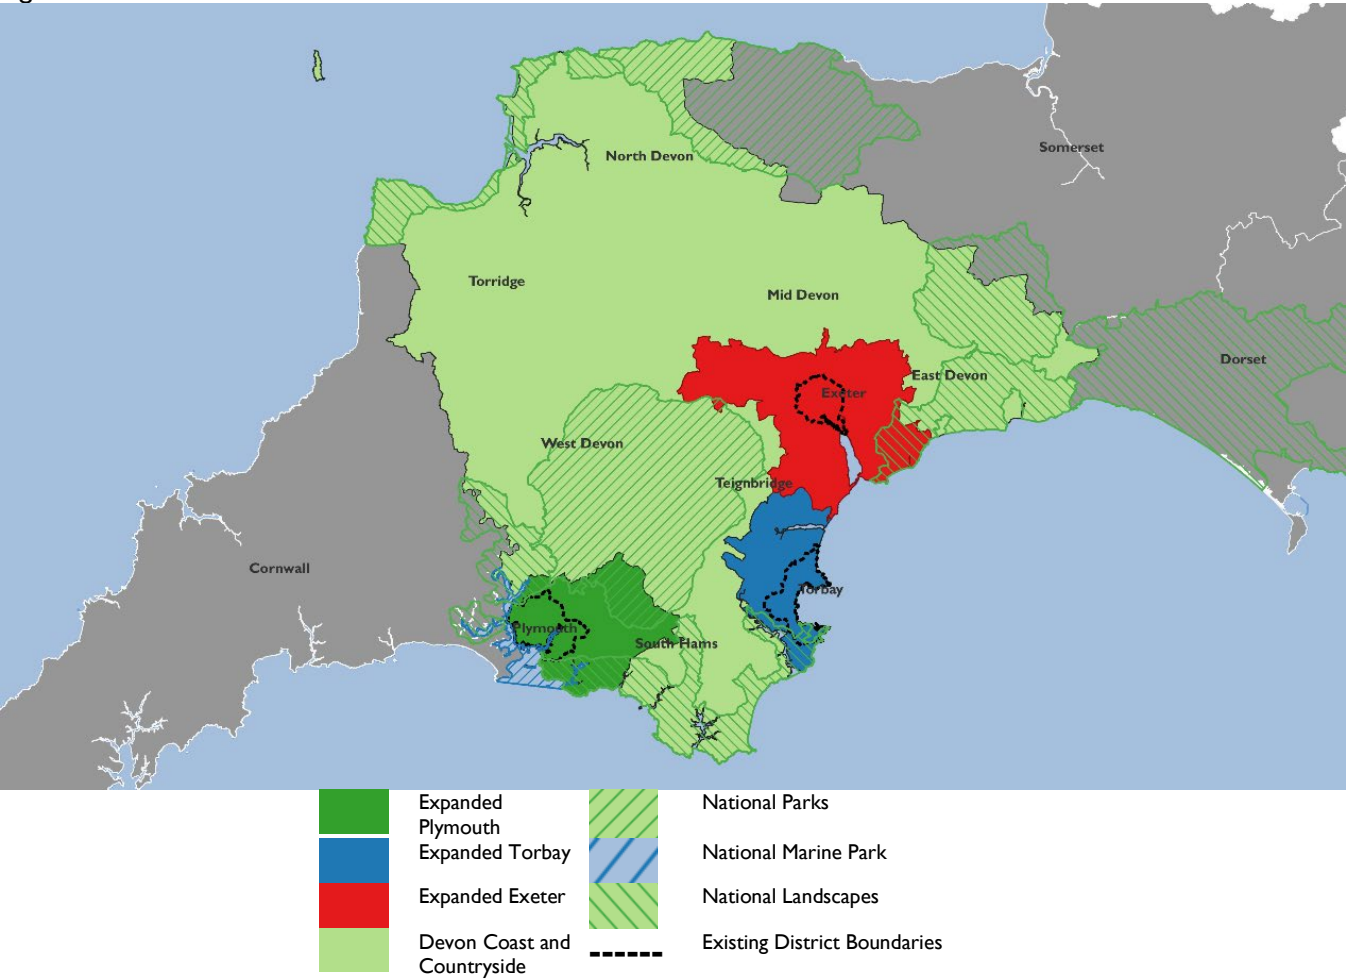 North Devon
Somerset
Torridge
Mid Devon
Dorset
East Devon
Exeter
West Devon
Teignbridge
Cornwall
Torbay
Plymouth
South Hams
Expanded
Plymouth
National Parks
Expanded Torbay
National Marine Park
Expanded Exeter
National Landscapes
Devon Coast and
Countryside
Existing District Boundaries